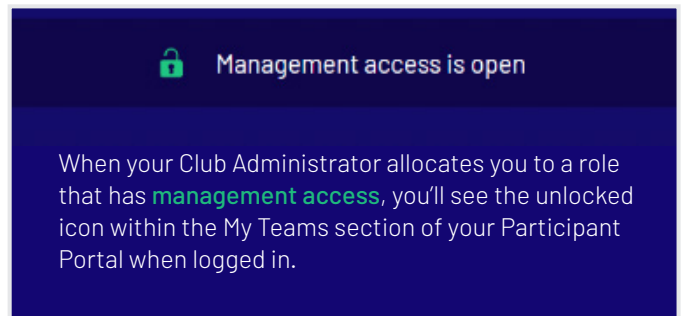 Management access is open
When your Club Administrator allocates you to a role
that has management access, you’ll see the unlocked
icon within the My Teams section of your Participant
Portal when logged in.